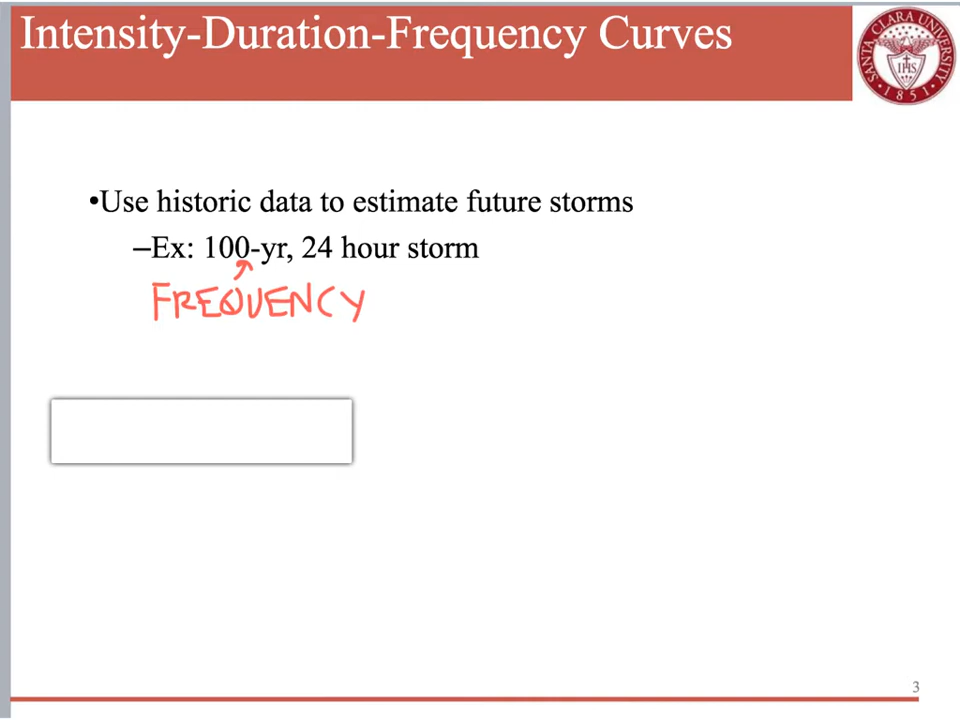 Intensity-Duration-Frequency Curves
SANTA CLARA UNIVERSITY
IHS
• 1851 •
•Use historic data to estimate future storms
–Ex: 100-yr, 24 hour storm
FREQUENCY
3